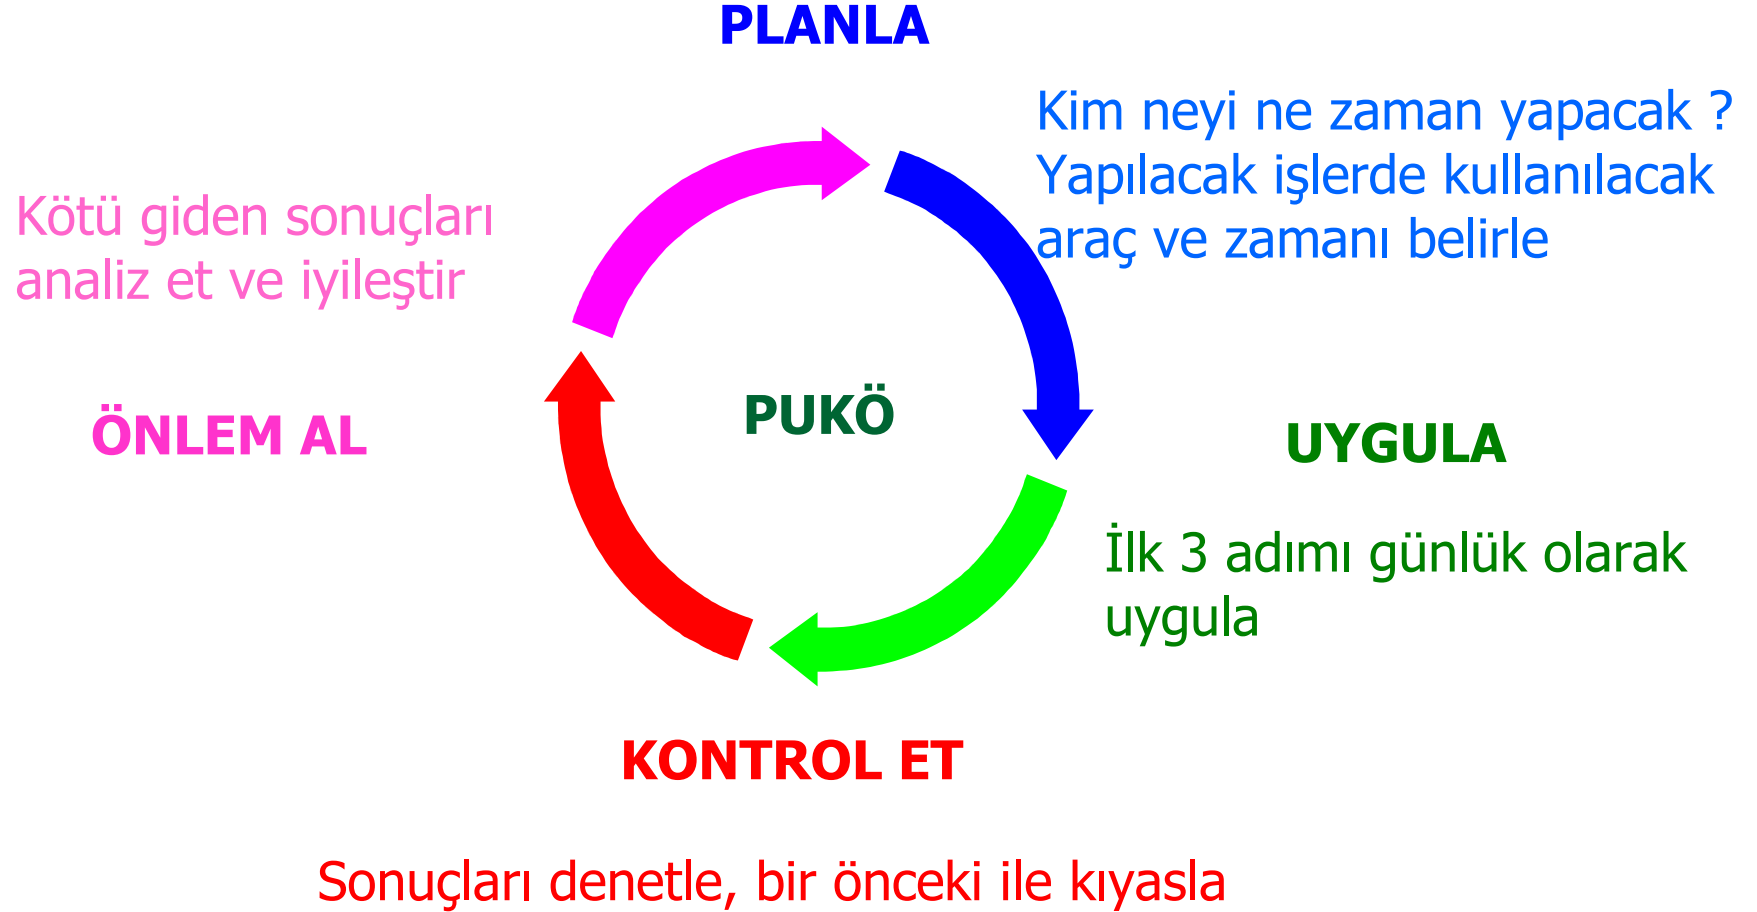 PLANLA
Kim neyi ne zaman yapacak ?
Yapılacak işlerde kullanılacak
araç ve zamanı belirle
Kötü giden sonuçları
analiz et ve iyileştir
PUKÖ
ÖNLEM AL
UYGULA
İlk 3 adımı günlük olarak
uygula
KONTROL ET
Sonuçları denetle, bir önceki ile kıyasla